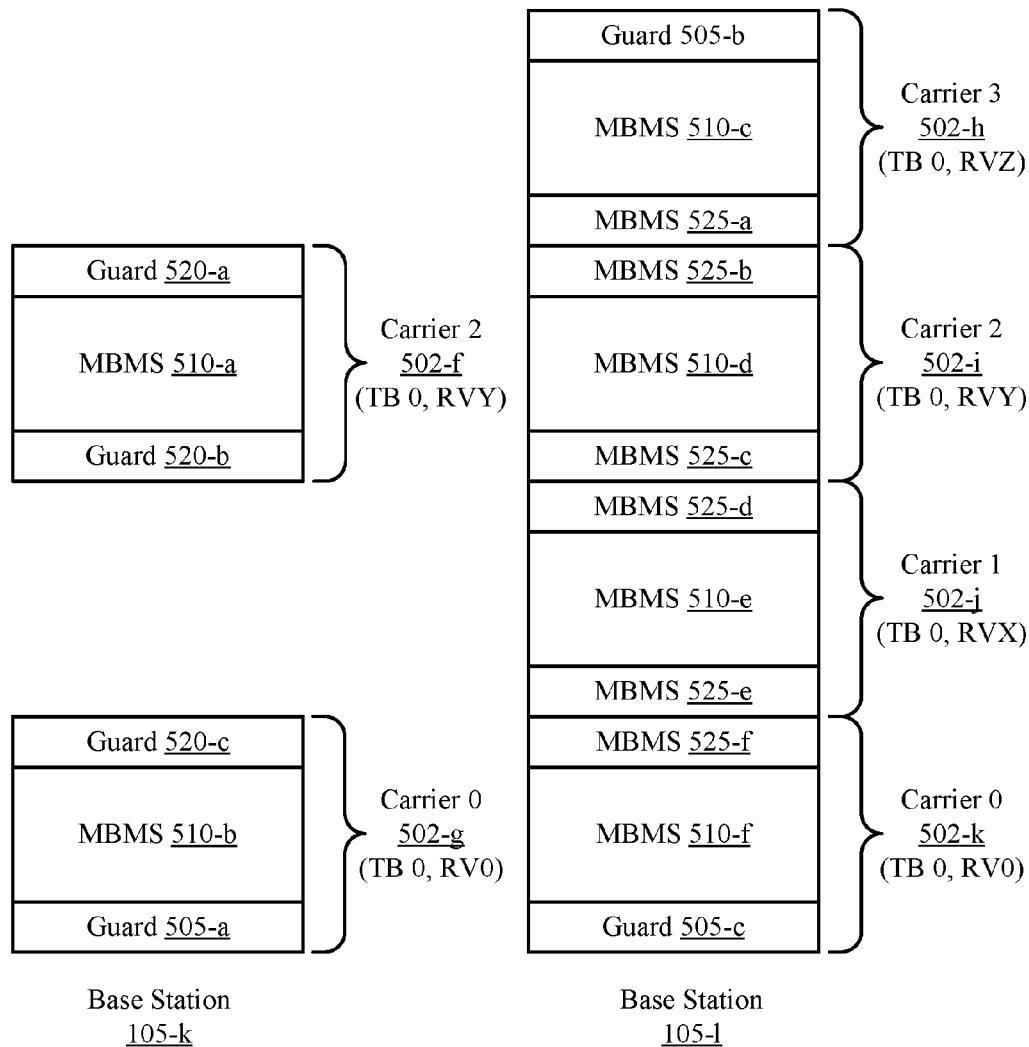 Guard 520-a
MBMS 510-a
Guard 520-b
Carrier 2
502-f
(TB 0, RVY)
Guard 520-c
MBMS 510-b
Guard 505-a
Carrier 0
502-g
(TB 0, RV0)
Base Station
105-k
Guard 505-b
MBMS 510-c
MBMS 525-a
Carrier 3
502-h
(TB 0, RVZ)
MBMS 525-b
MBMS 510-d
MBMS 525-c
Carrier 2
502-i
(TB 0, RVY)
MBMS 525-d
MBMS 510-e
MBMS 525-e
Carrier 1
502-j
(TB 0, RVX)
MBMS 525-f
MBMS 510-f
Guard 505-c
Carrier 0
502-k
(TB 0, RV0)
Base Station
105-l